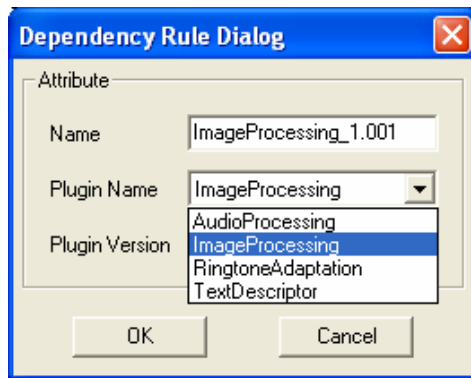 Dependency Rule Dialog
Attribute
Name
ImageProcessing_1.001
Plugin Name
ImageProcessing
AudioProcessing
Plugin Version
ImageProcessing
RingtoneAdaptation
TextDescriptor
OK
Cancel